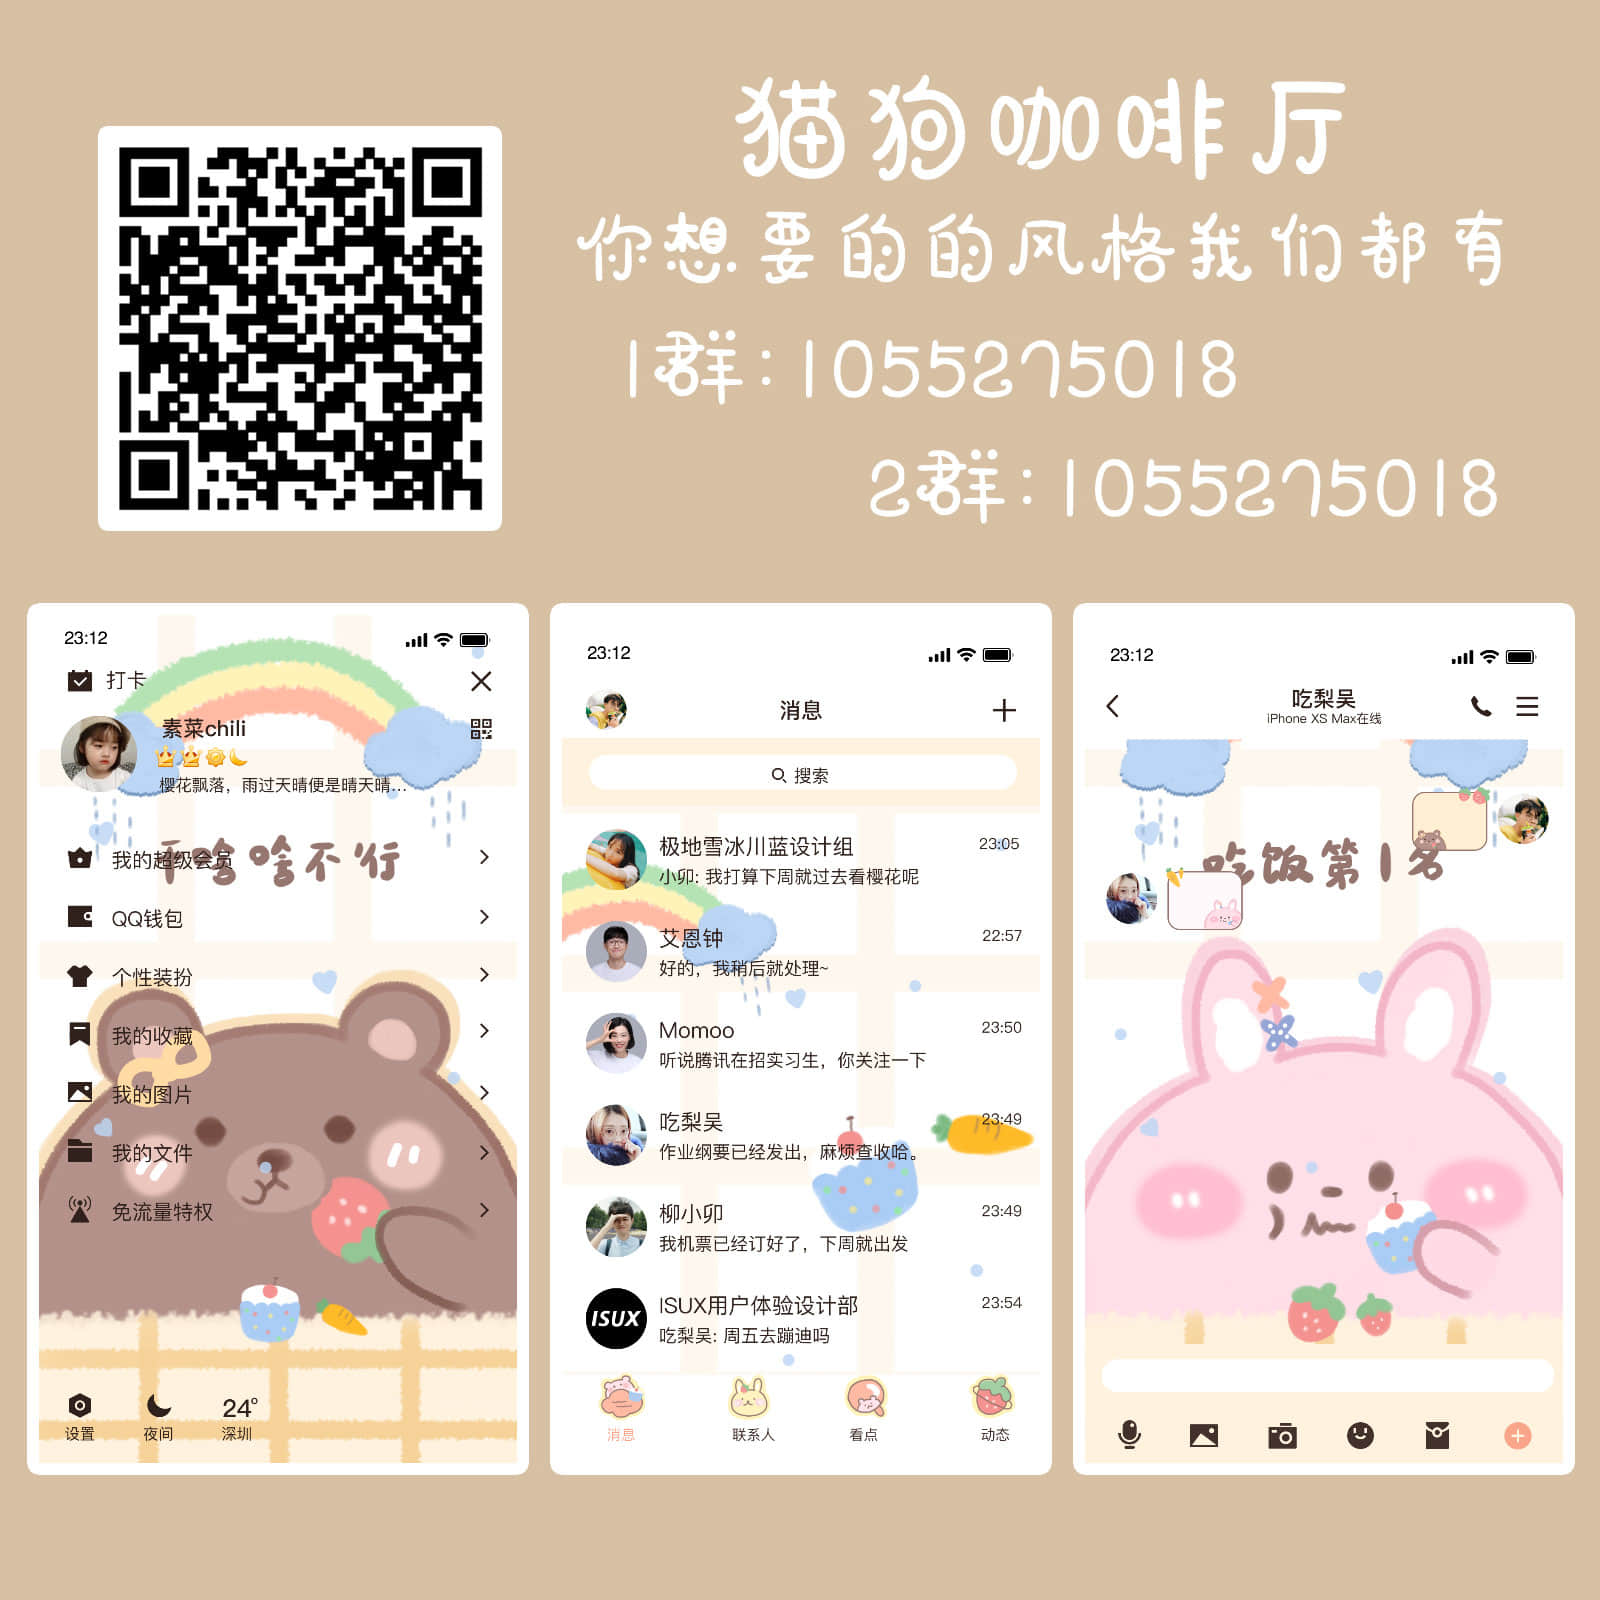 猫狗咖啡厅
你想要的的风格我们都有
1群:1055275018
2群:1055275018
23:12
打卡
素菜chili
樱花飘落，雨过天晴便是晴天晴...
干啥啥不行
我的超级会员
QQ钱包
个性装扮
我的收藏
我的图片
我的文件
免流量特权
设置
夜间
24°
深圳
23:12
消息
搜索
极地雪冰川蓝设计组 23:05
小卯: 我打算下周就过去看樱花呢
艾恩钟 22:57
好的，我稍后就处理~
Momoo 23:50
听说腾讯在招实习生，你关注一下
吃梨吴 23:49
作业纲要已经发出，麻烦查收哈。
柳小卯 23:49
我机票已经订好了，下周就出发
ISUX
ISUX用户体验设计部 23:54
吃梨吴: 周五去蹦迪吗
消息 联系人 看点 动态
23:12
吃梨吴
iPhone XS Max在线
吃饭第1名